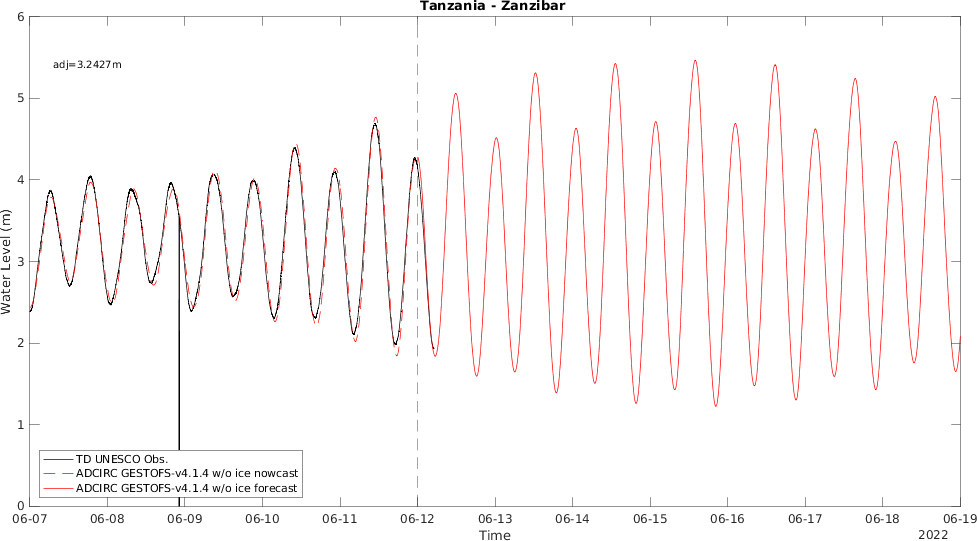 Tanzania - Zanzibar
6
adj=3.2427m
5
4
3
Water Level (m)
2
1
TD UNESCO Obs.
ADCIRC GESTOFS-v4.1.4 w/o ice nowcast
ADCIRC GESTOFS-v4.1.4 w/o ice forecast
0
06-07 06-08 06-09 06-10 06-11 06-12 06-13 06-14 06-15 06-16 06-17 06-18 06-19
Time
2022